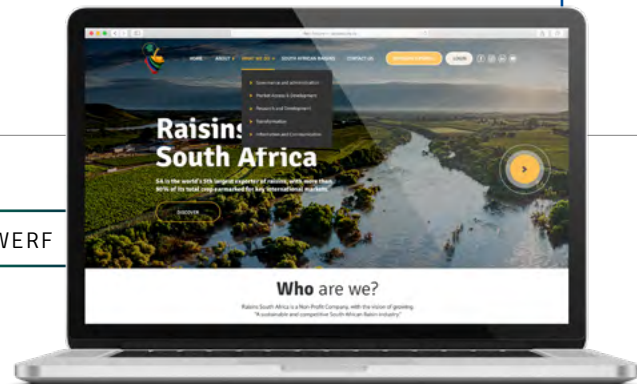 HOME
ABOUT
WHAT WE DO
SOUTH AFRICAN RAISINS
CONTACT US
LOGIN
Governance and administration
Market Access & Development
Research and Development
Transformation
Information and Communication
Raisins
South Africa
SA is the world's 5th largest exporter of raisins, with more than
90% of its total crop earmarked for key international markets.
DISCOVER
WERF
Who are we?
Raisins South Africa is a Non Profit Company, with the vision of growing
"A sustainable and competitive South African Raisin Industry."